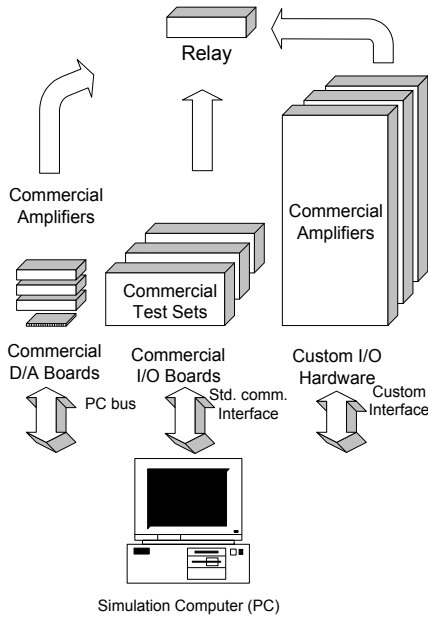 Relay
Commercial
Amplifiers
Commercial
Amplifiers
Commercial
Test Sets
Commercial
D/A Boards
Commercial
I/O Boards
Custom I/O
Hardware
PC bus
Std. comm.
Interface
Custom
Interface
Simulation Computer (PC)